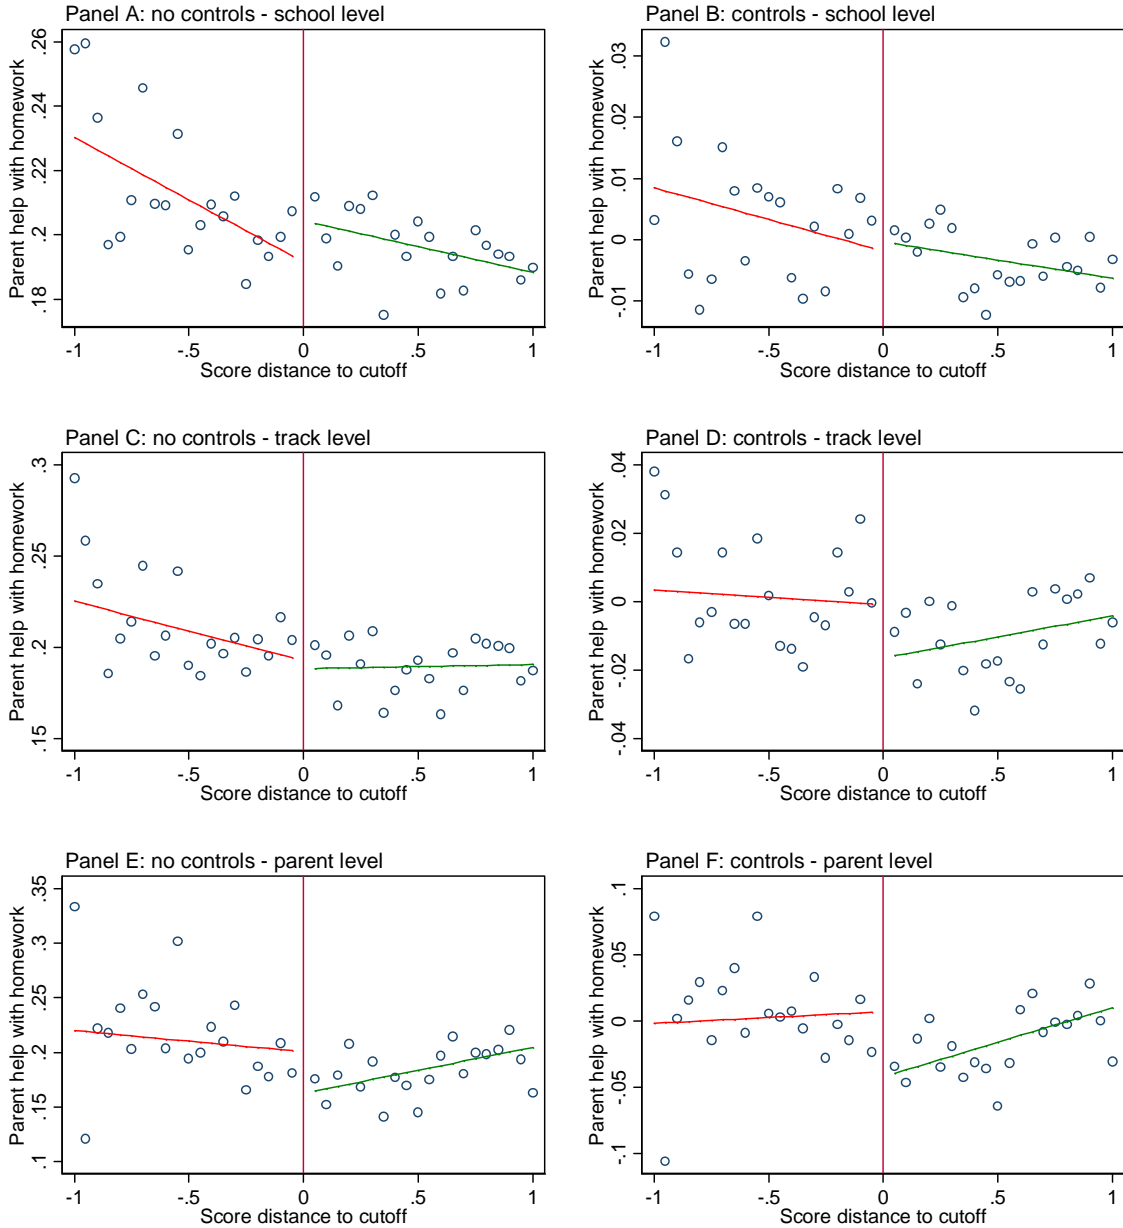 Panel A: no controls - school level
Parent help with homework
.18 .2 .22 .24 .26
-1 -.5 0 .5 1
Score distance to cutoff
Panel B: controls - school level
Parent help with homework
-.01 0 .01 .02 .03
-1 -.5 0 .5 1
Score distance to cutoff
Panel C: no controls - track level
Parent help with homework
.15 .2 .25 .3
-1 -.5 0 .5 1
Score distance to cutoff
Panel D: controls - track level
Parent help with homework
-.04 -.02 0 .02 .04
-1 -.5 0 .5 1
Score distance to cutoff
Panel E: no controls - parent level
Parent help with homework
.1 .15 .2 .25 .3 .35
-1 -.5 0 .5 1
Score distance to cutoff
Panel F: controls - parent level
Parent help with homework
-.1 -.05 0 .05 .1
-1 -.5 0 .5 1
Score distance to cutoff